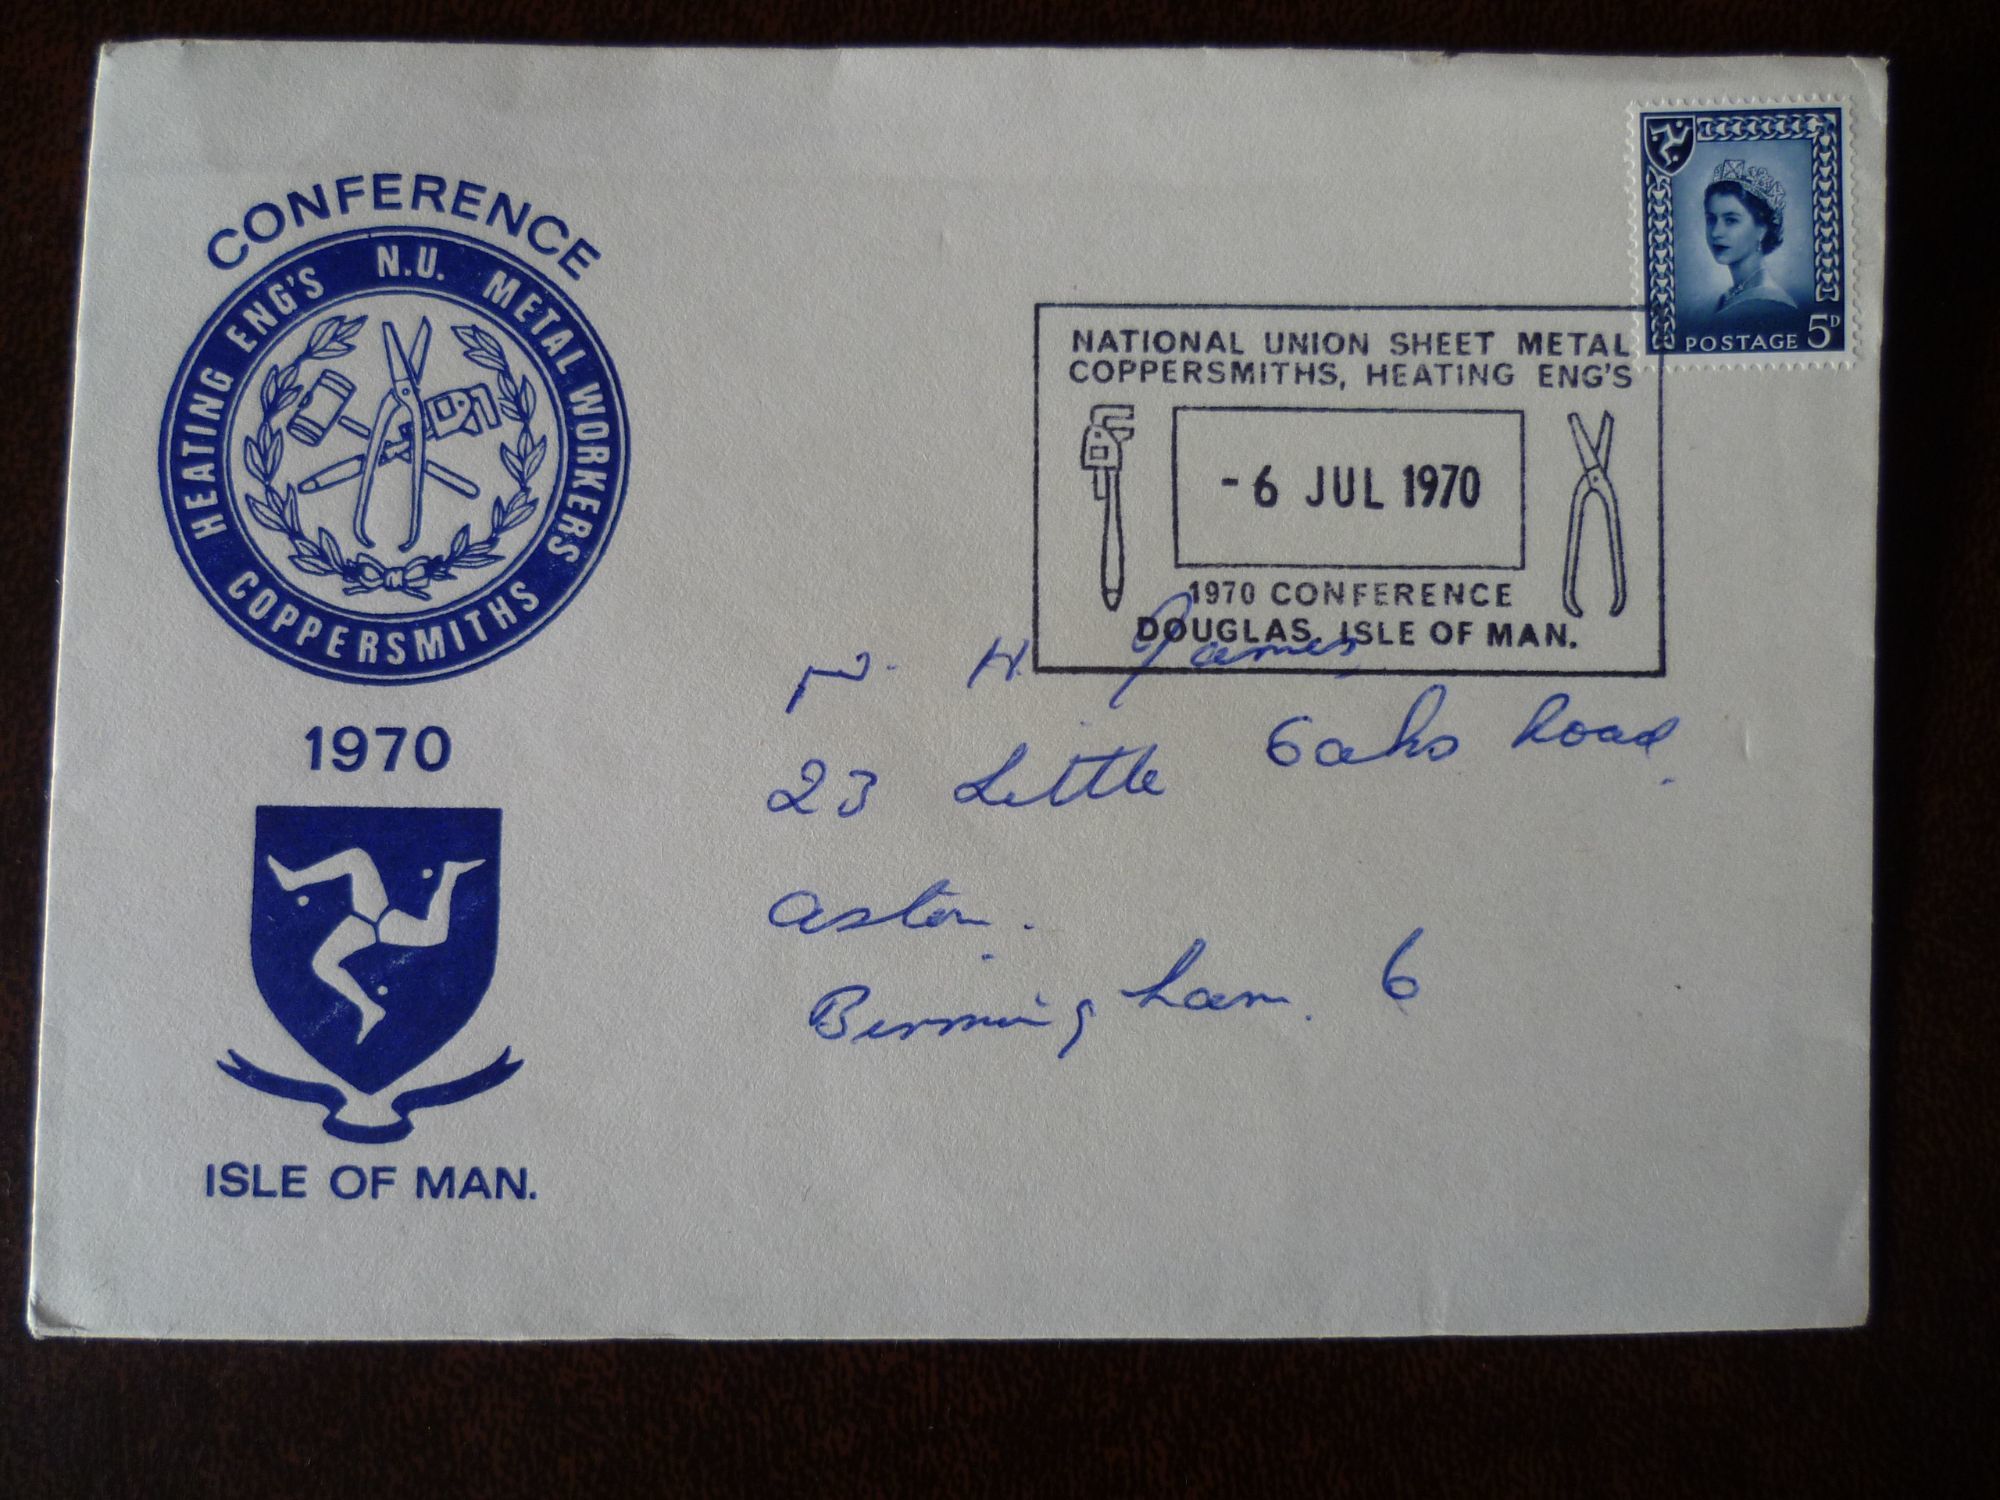 CONFERENCE
HEATING ENG'S N.U. METAL WORKERS
COPPERSMITHS
1970
ISLE OF MAN.
POSTAGE 5D
NATIONAL UNION SHEET METAL
COPPERSMITHS, HEATING ENG'S
-6 JUL 1970
1970 CONFERENCE
DOUGLAS, ISLE OF MAN.
H. James
23 Little Oaks Road.
Aston.
Birmingham. 6